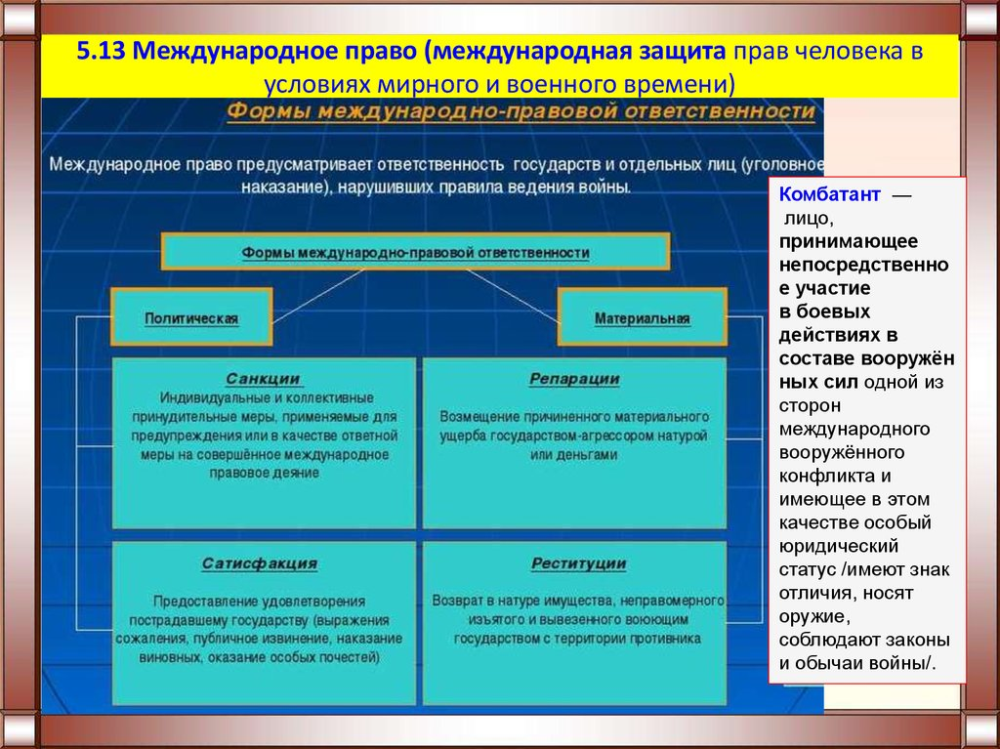 5.13 Международное право (международная защита прав человека в
условиях мирного и военного времени)
Формы международно-правовой ответственности
Международное право предусматривает ответственность государств и отдельных лиц (уголовное
наказание), нарушивших правила ведения войны.
Формы международно-правовой ответственности
Политическая
Материальная
Санкции
Индивидуальные и коллективные
принудительные меры, применяемые для
предупреждения или в качестве ответной
меры на совершённое международное
правовое деяние
Репарации
Возмещение причиненного материального
ущерба государством-агрессором натурой
или деньгами
Сатисфакция
Предоставление удовлетворения
пострадавшему государству (выражения
сожаления, публичное извинение, наказание
виновных, оказание особых почестей)
Реституции
Возврат в натуре имущества, неправомерно
изъятого и вывезенного воюющим
государством с территории противника
Комбатант —
лицо,
принимающее
непосредственно
е участие
в боевых
действиях в
составе вооружён
ных сил одной из
сторон
международного
вооружённого
конфликта и
имеющее в этом
качестве особый
юридический
статус /имеют знак
отличия, носят
оружие,
соблюдают законы
и обычаи войны/.